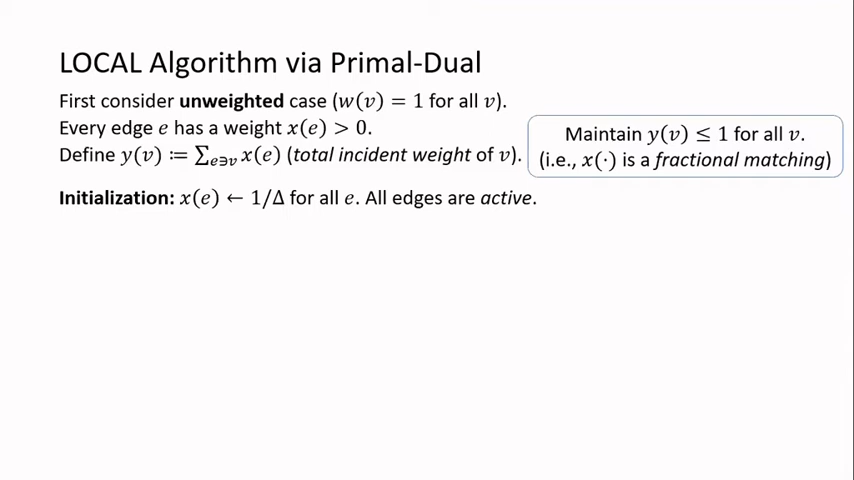 LOCAL Algorithm via Primal-Dual
First consider unweighted case (w(v) = 1 for all v).
Every edge e has a weight x(e) > 0.
Define y(v) ≔ ∑_{e∋v} x(e) (total incident weight of v).
Maintain y(v) ≤ 1 for all v.
(i.e., x(·) is a fractional matching)
Initialization: x(e) ← 1/Δ for all e. All edges are active.